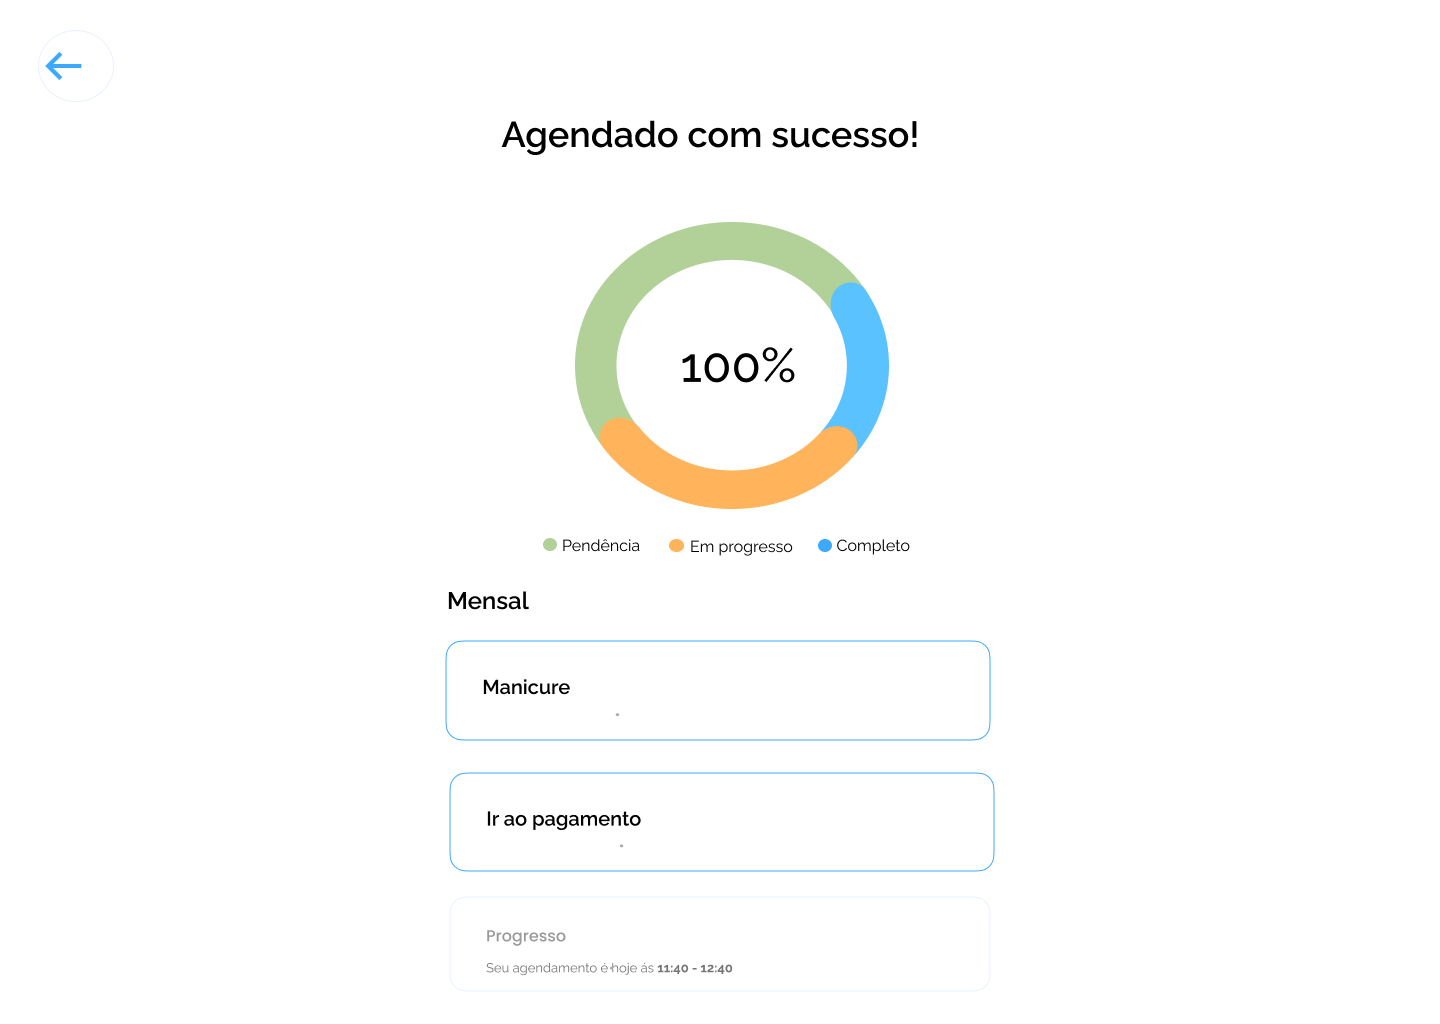 Agendado com sucesso!
100%
Pendência
Em progresso
Completo
Mensal
Manicure
Ir ao pagamento
Progresso
Seu agendamento é hoje ás 11:40 - 12:40